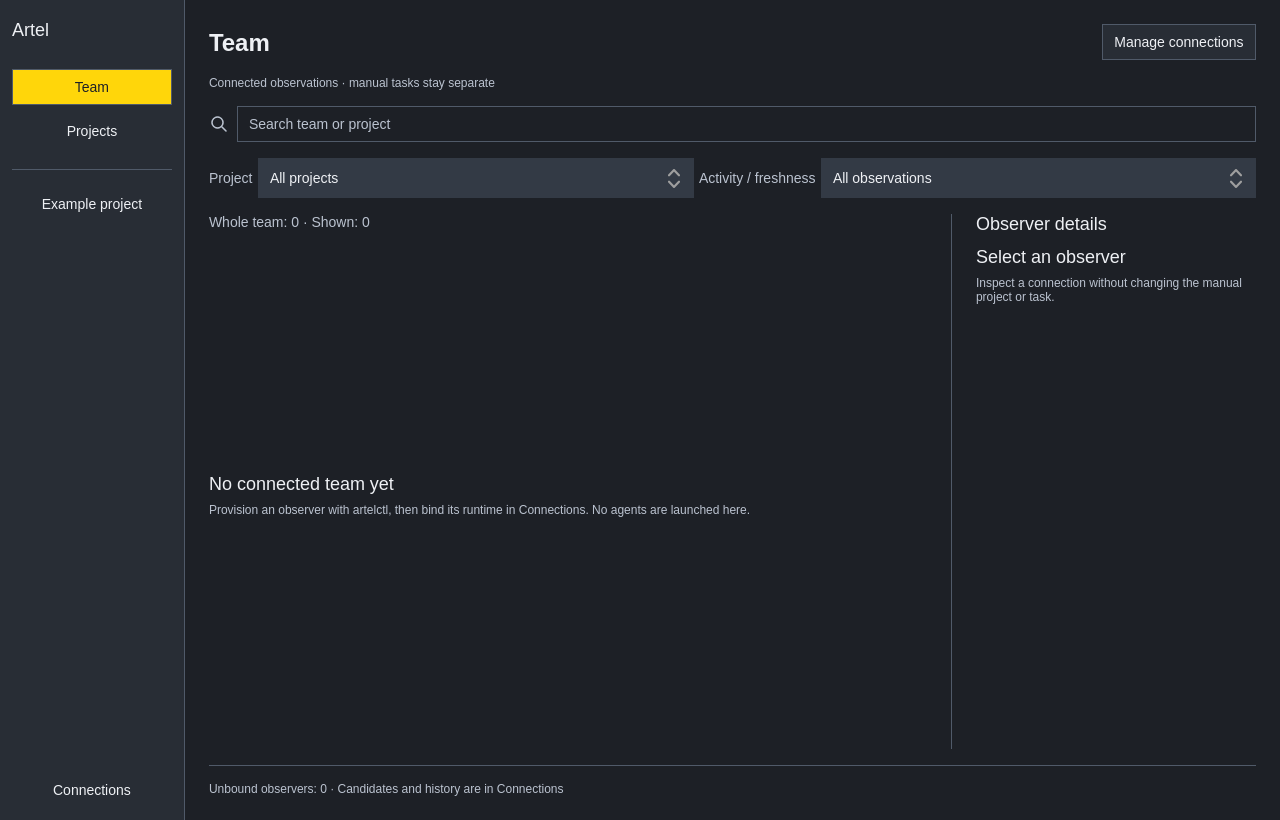 Artel
Team
Projects
Example project
Connections
Team
Manage connections
Connected observations · manual tasks stay separate
Search team or project
Project
All projects
Activity / freshness
All observations
Whole team: 0 · Shown: 0
No connected team yet
Provision an observer with artelctl, then bind its runtime in Connections. No agents are launched here.
Observer details
Select an observer
Inspect a connection without changing the manual
project or task.
Unbound observers: 0 · Candidates and history are in Connections